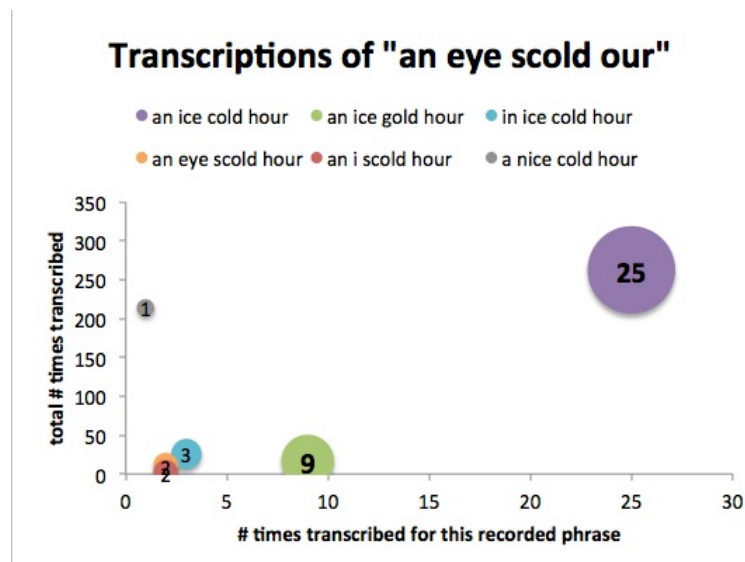 Transcriptions of "an eye scold our"
an ice cold hour an ice gold hour in ice cold hour
an eye scold hour an i scold hour a nice cold hour
total # times transcribed
350
300
250
200
150
100
50
0
25
1
3
2
2
9
0 5 10 15 20 25 30
# times transcribed for this recorded phrase